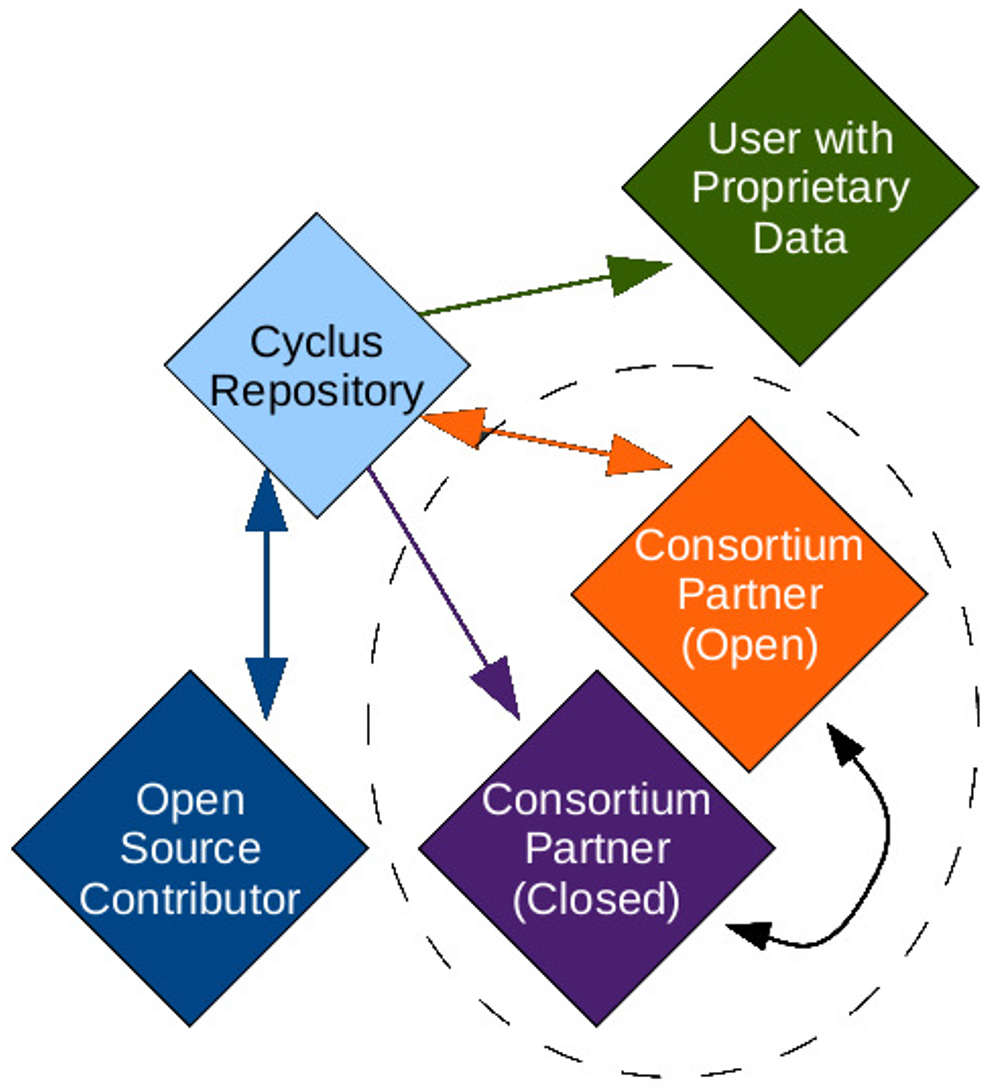 User with
Proprietary
Data
Cyclus
Repository
Consortium
Partner
(Open)
Open
Source
Contributor
Consortium
Partner
(Closed)